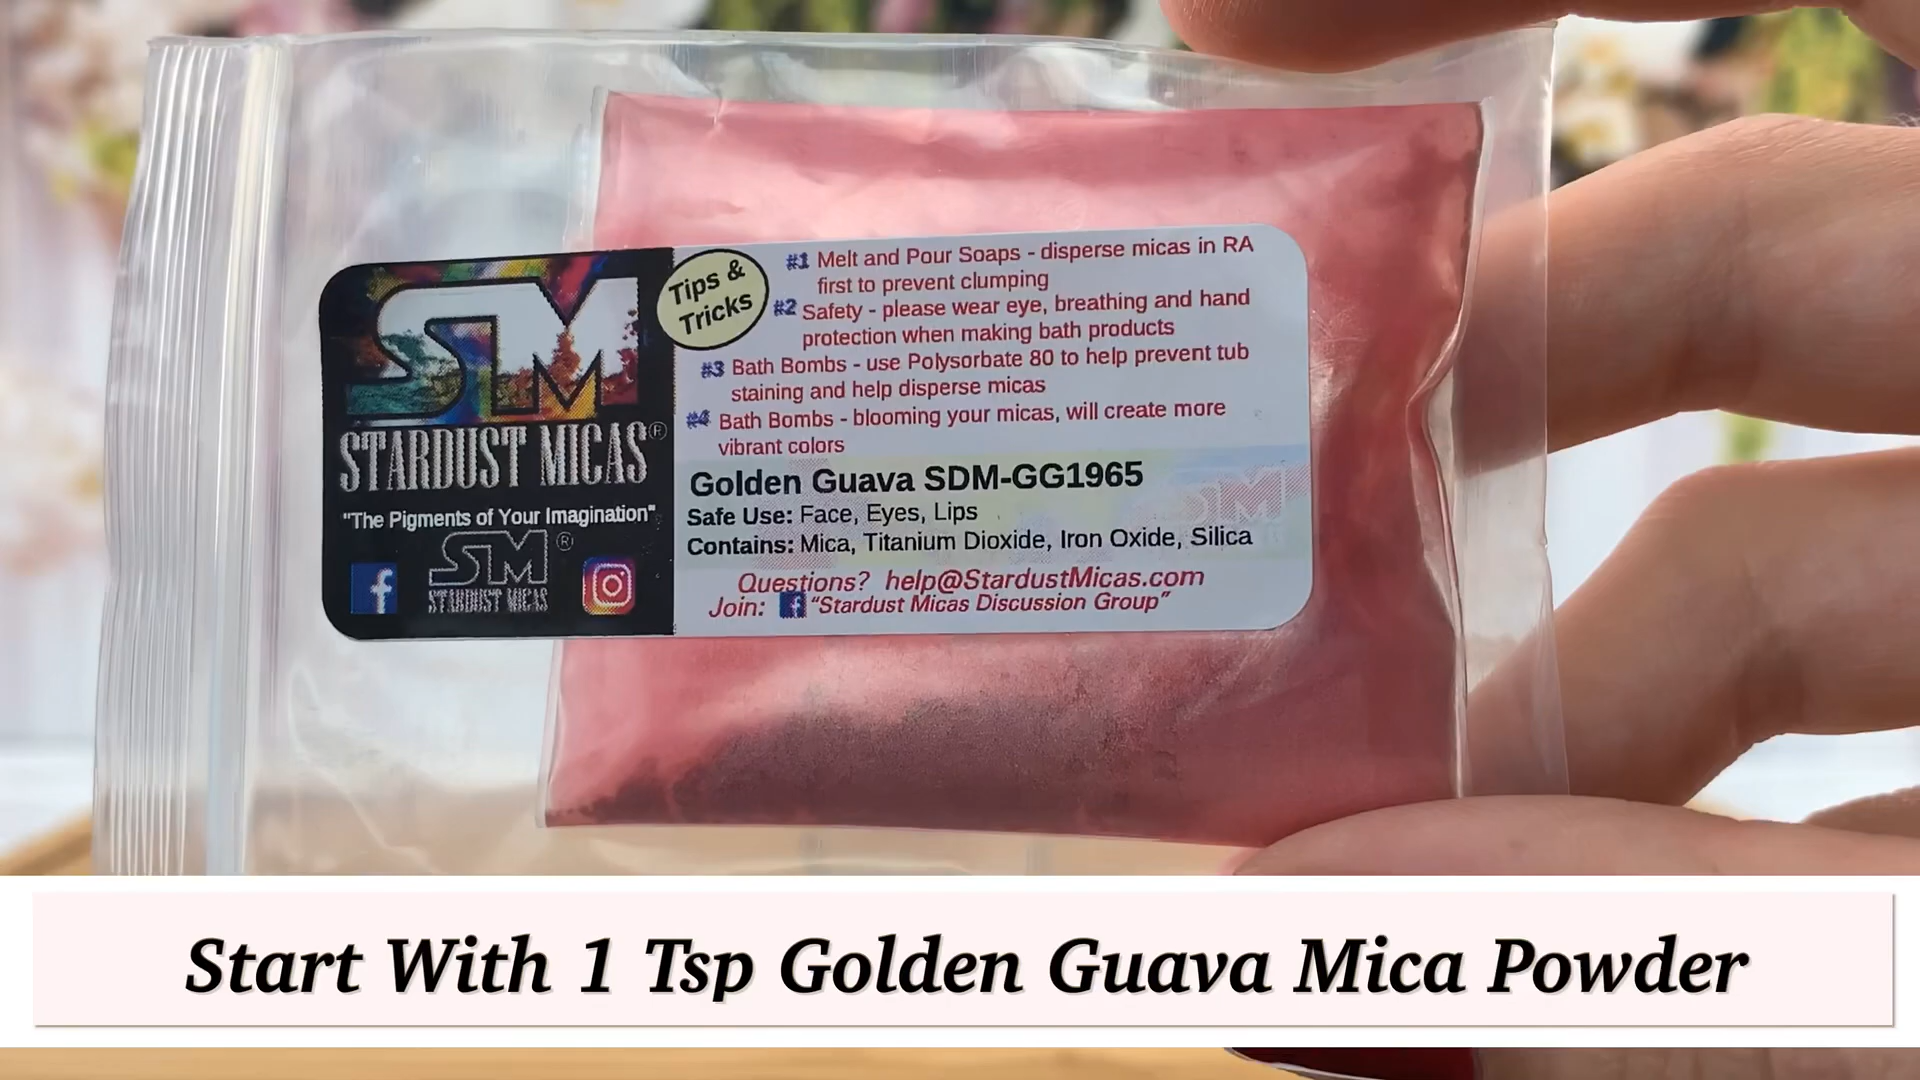 SM
STARDUST MICAS®
"The Pigments of Your Imagination"
SM®
STARDUST MICAS
Tips &
Tricks
#1 Melt and Pour Soaps - disperse micas in RA
first to prevent clumping
#2 Safety - please wear eye, breathing and hand
protection when making bath products
#3 Bath Bombs - use Polysorbate 80 to help prevent tub
staining and help disperse micas
#4 Bath Bombs - blooming your micas, will create more
vibrant colors
Golden Guava SDM-GG1965
Safe Use: Face, Eyes, Lips
Contains: Mica, Titanium Dioxide, Iron Oxide, Silica
SM
Questions? help@StardustMicas.com
Join: f "Stardust Micas Discussion Group"
Start With 1 Tsp Golden Guava Mica Powder